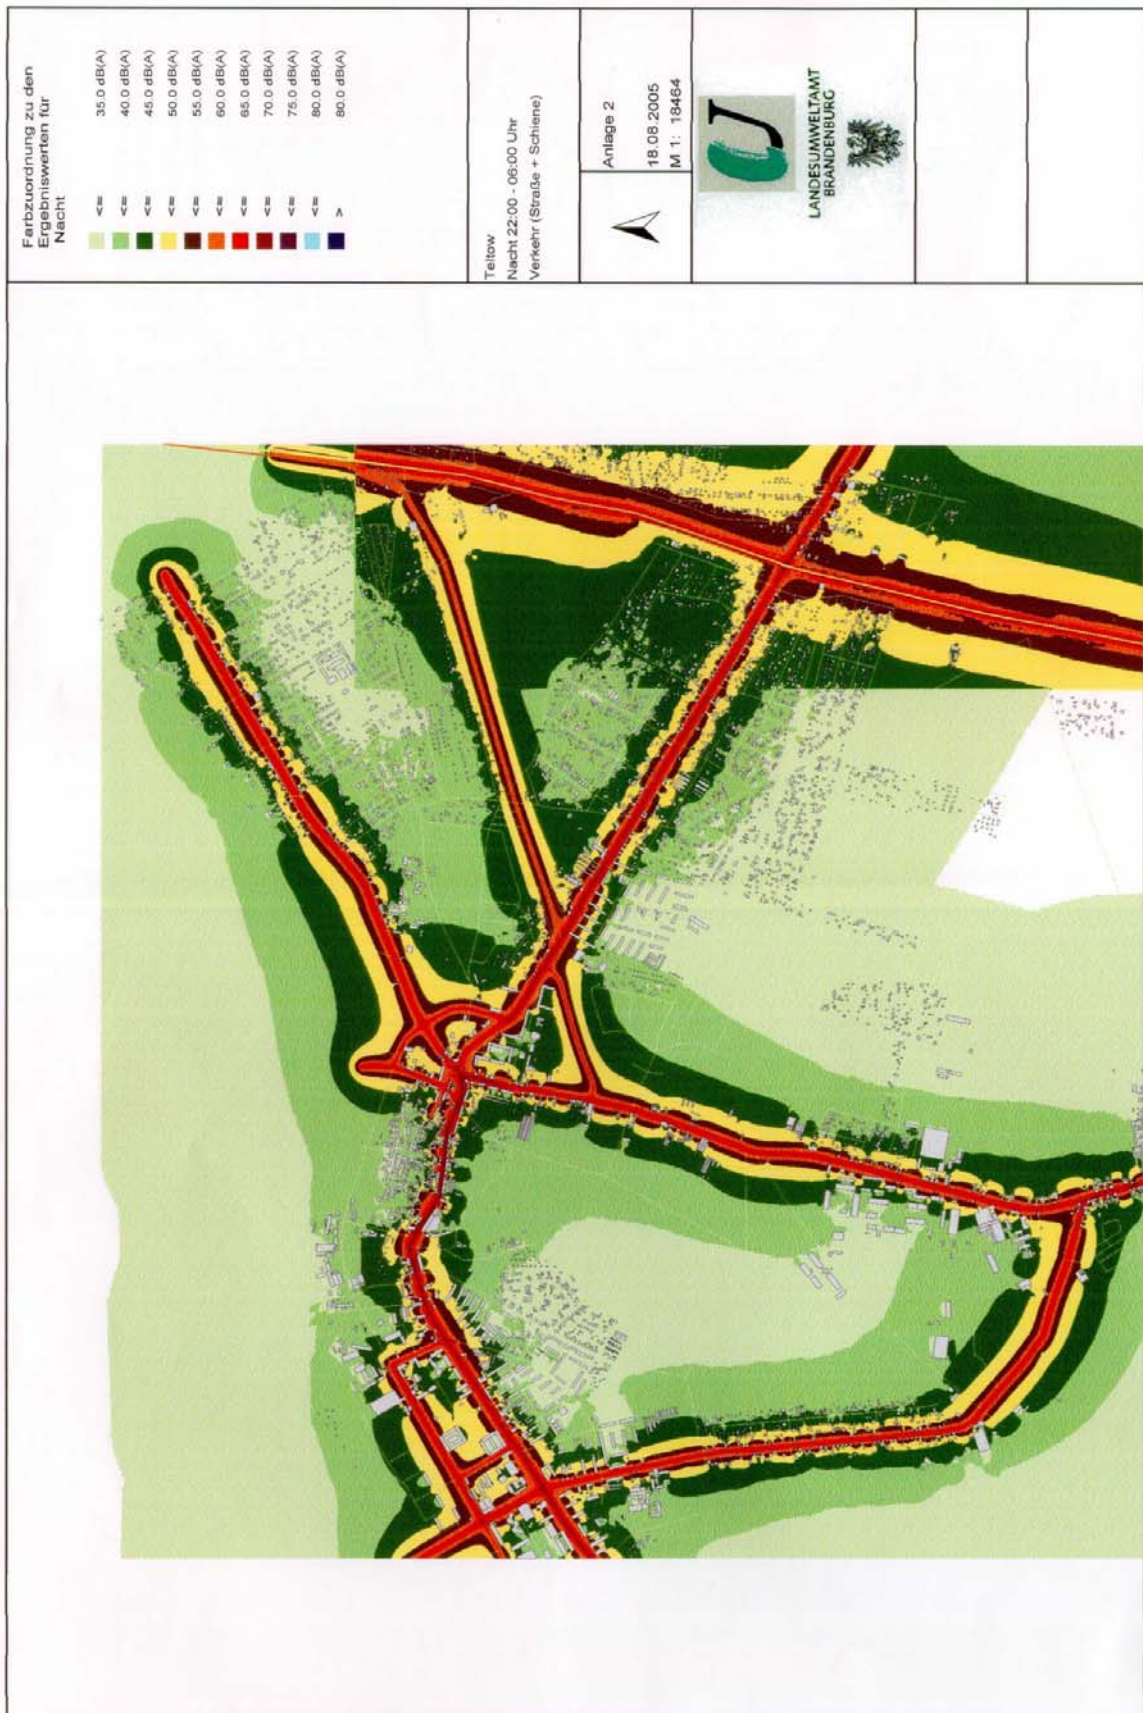 Farbzuordnung zu den
Ergebniswerten für
Nacht
<= 35.0 dB(A)
<= 40.0 dB(A)
<= 45.0 dB(A)
<= 50.0 dB(A)
<= 55.0 dB(A)
<= 60.0 dB(A)
<= 65.0 dB(A)
<= 70.0 dB(A)
<= 75.0 dB(A)
<= 80.0 dB(A)
> 80.0 dB(A)
Teltow
Nacht 22:00 - 06:00 Uhr
Verkehr (Straße + Schiene)
Anlage 2
18.08.2005
M 1: 18464
LANDESUMWELTAMT
BRANDENBURG